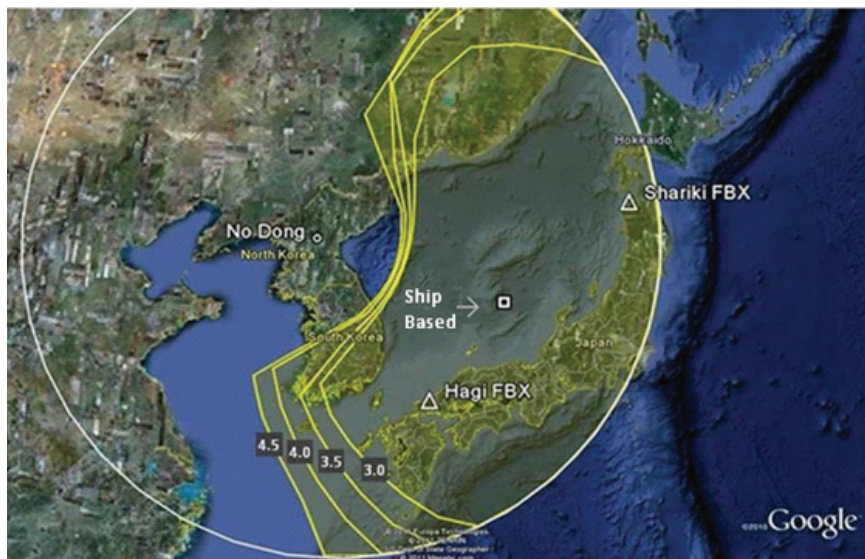 Hokkaido
Shariki FBX
No Dong
North Korea
Ship
Based
South Korea
Japan
Hagi FBX
4.5
4.0
3.5
3.0
©2010
Google